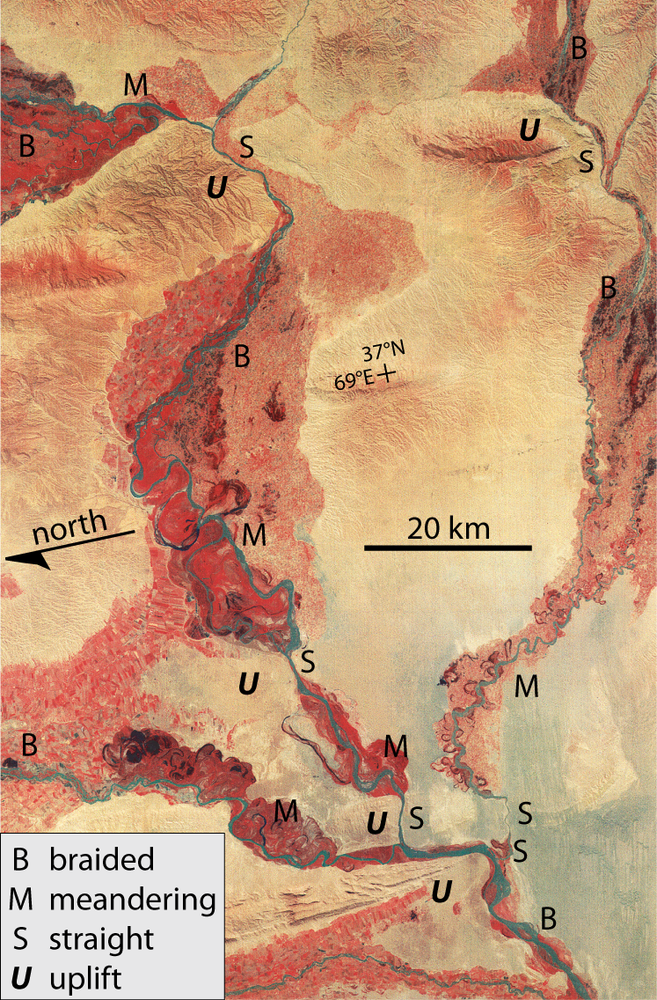 B
M
U
B
S
S
U
B
B
37°N
69°E
north
20 km
M
S
U
M
B
M
M
S
S
U
S
U
B
B braided
M meandering
S straight
U uplift